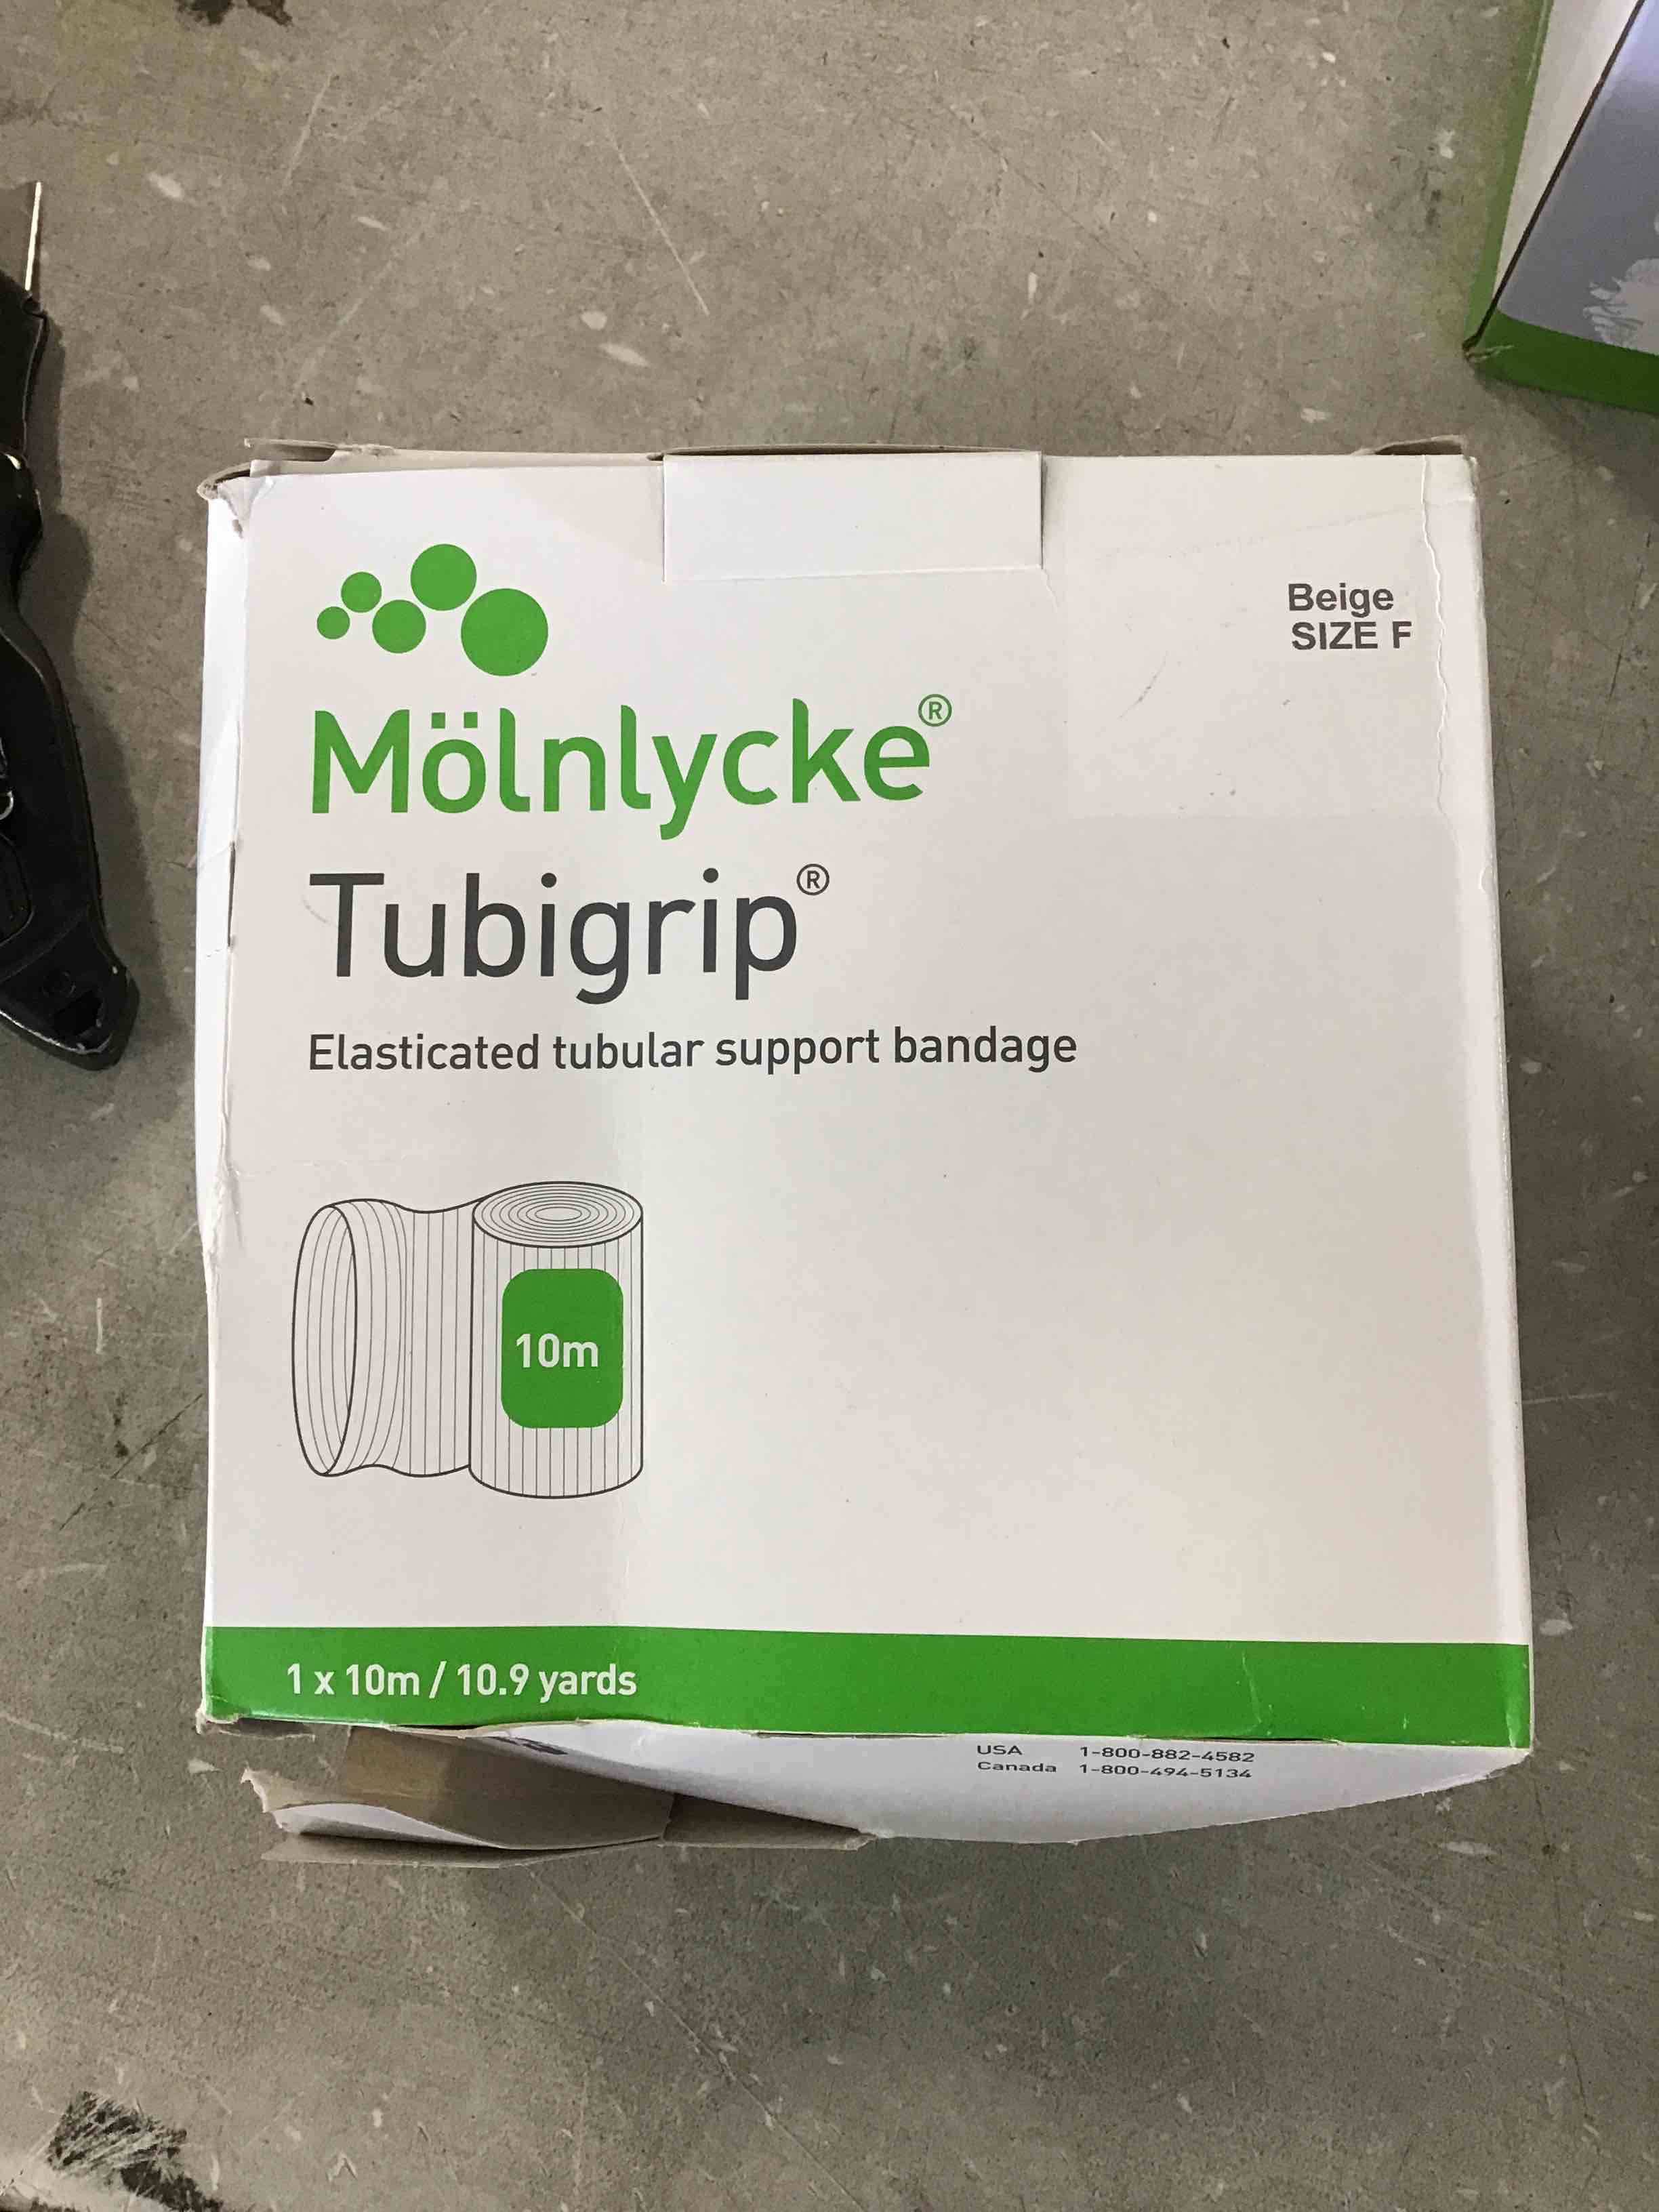 Beige
SIZE F
Mölnlycke®
Tubigrip®
Elasticated tubular support bandage
10m
1 x 10m / 10.9 yards
USA 1-800-882-4582
Canada 1-800-494-5134